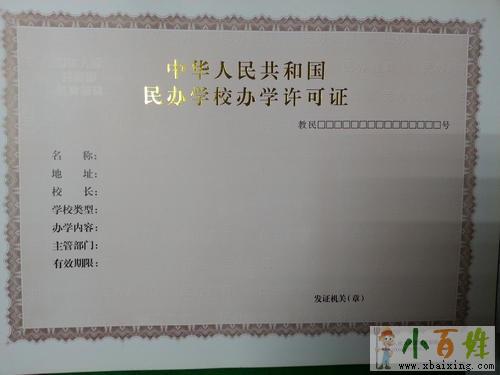 中华人民共和国
民办学校办学许可证
教民□□□□□□□□□□□□□□□号
名 称:
地 址:
校 长:
学校类型:
办学内容:
主管部门:
有效期限:
发证机关(章)
小百姓
www.xbaixing.com